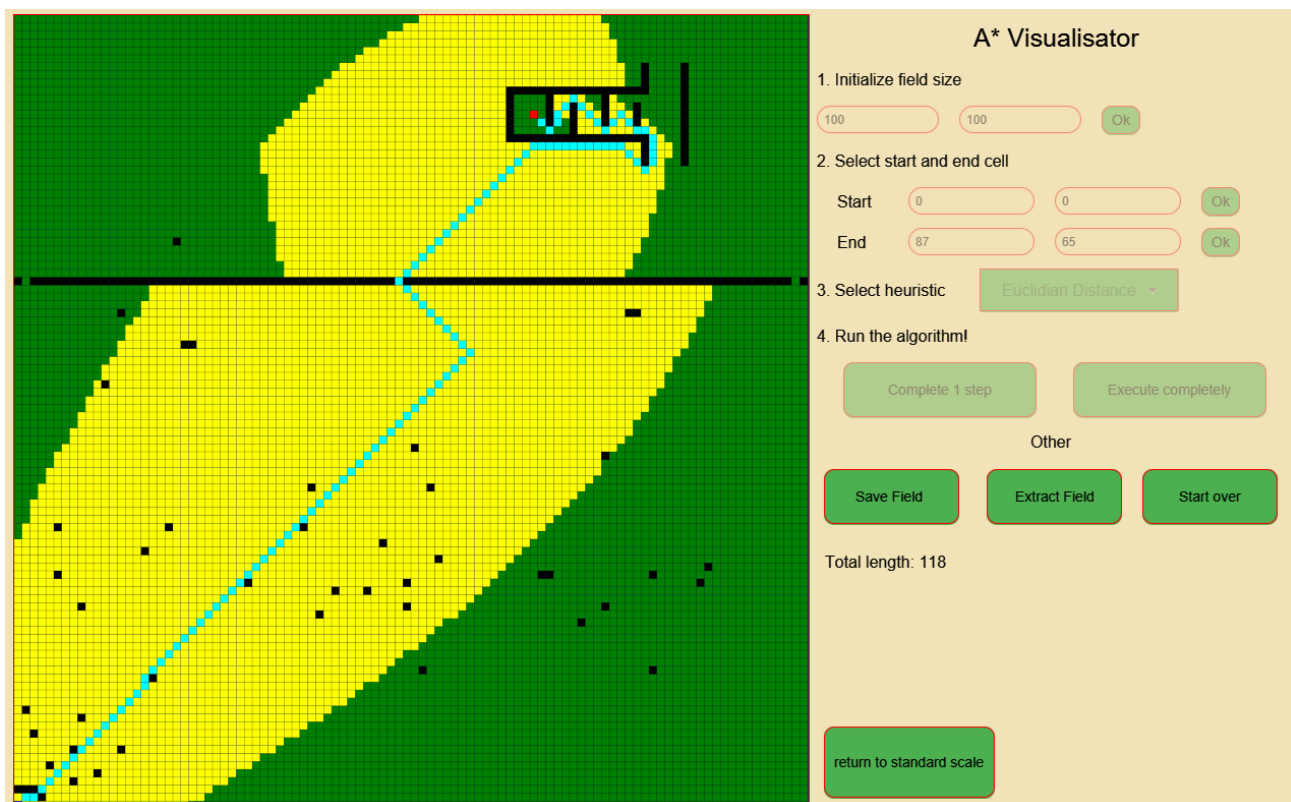 A* Visualisator
1. Initialize field size
100 100 Ok
2. Select start and end cell
Start 0 0 Ok
End 87 65 Ok
3. Select heuristic Euclidian Distance
4. Run the algorithm!
Complete 1 step Execute completely
Other
Save Field Extract Field Start over
Total length: 118
return to standard scale